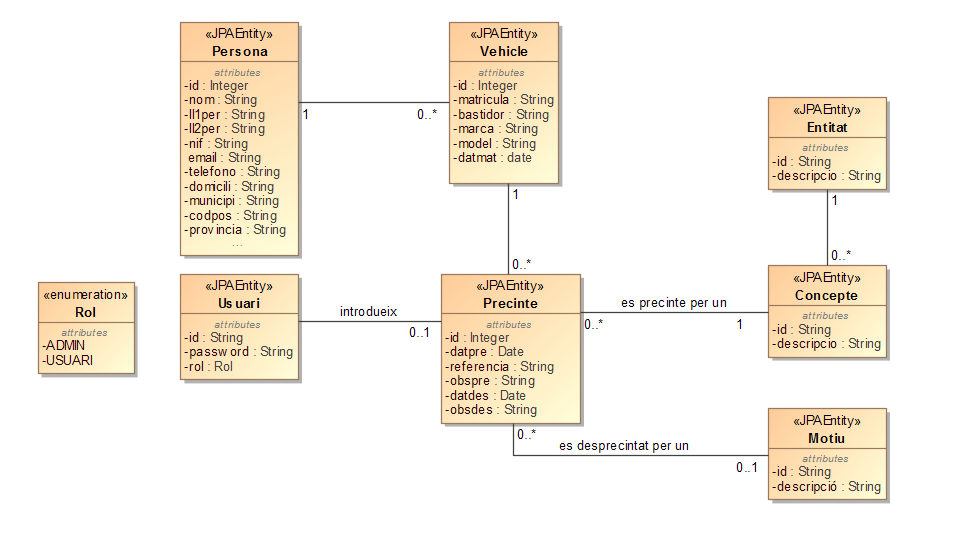 «JPAEntity»
Persona
attributes
-id : Integer
-nom : String
-ll1per : String
-ll2per : String
-nif : String
email : String
-telefono : String
-domicili : String
-municipi : String
-codpos : String
-provincia : String
...
1
0..*
«JPAEntity»
Vehicle
attributes
-id : Integer
-matricula : String
-bastidor : String
-marca : String
-model : String
-datmat : date
1
0..*
«JPAEntity»
Entitat
attributes
-id : String
-descripcio : String
1
0..*
«enumeration»
Rol
attributes
-ADMIN
-USUARI
«JPAEntity»
Usuari
attributes
-id : String
-password : String
-rol : Rol
introdueix
0..1
«JPAEntity»
Precinte
attributes
-id : Integer
-datpre : Date
-referencia : String
-obspre : String
-datdes : Date
-obsdes : String
es precinte per un
0..*
1
«JPAEntity»
Concepte
attributes
-id : String
-descripcio : String
0..*
es desprecintat per un
0..1
«JPAEntity»
Motiu
attributes
-id : String
-descripció : String